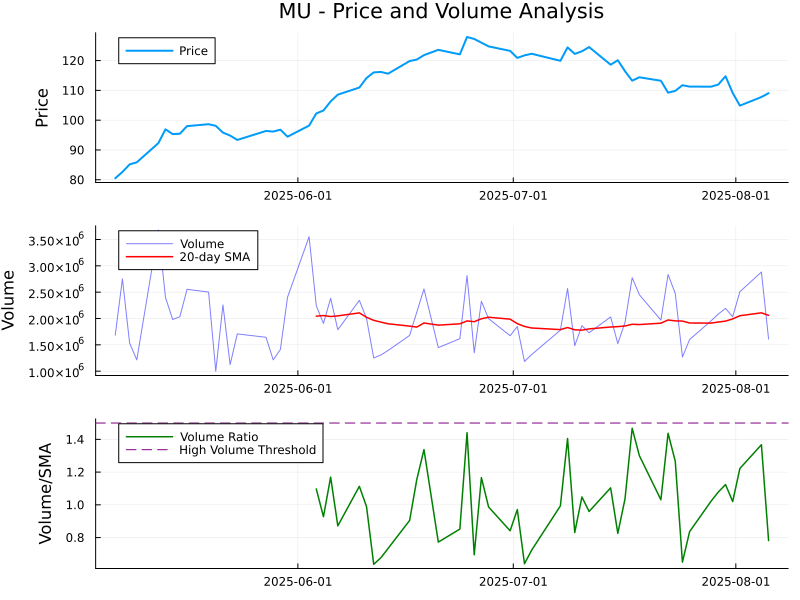 MU - Price and Volume Analysis
Price
Price
120
110
100
90
80
2025-06-01
2025-07-01
2025-08-01
Volume
Volume
20-day SMA
3.50×10⁶
3.00×10⁶
2.50×10⁶
2.00×10⁶
1.50×10⁶
1.00×10⁶
2025-06-01
2025-07-01
2025-08-01
Volume/SMA
Volume Ratio
High Volume Threshold
1.4
1.2
1.0
0.8
2025-06-01
2025-07-01
2025-08-01